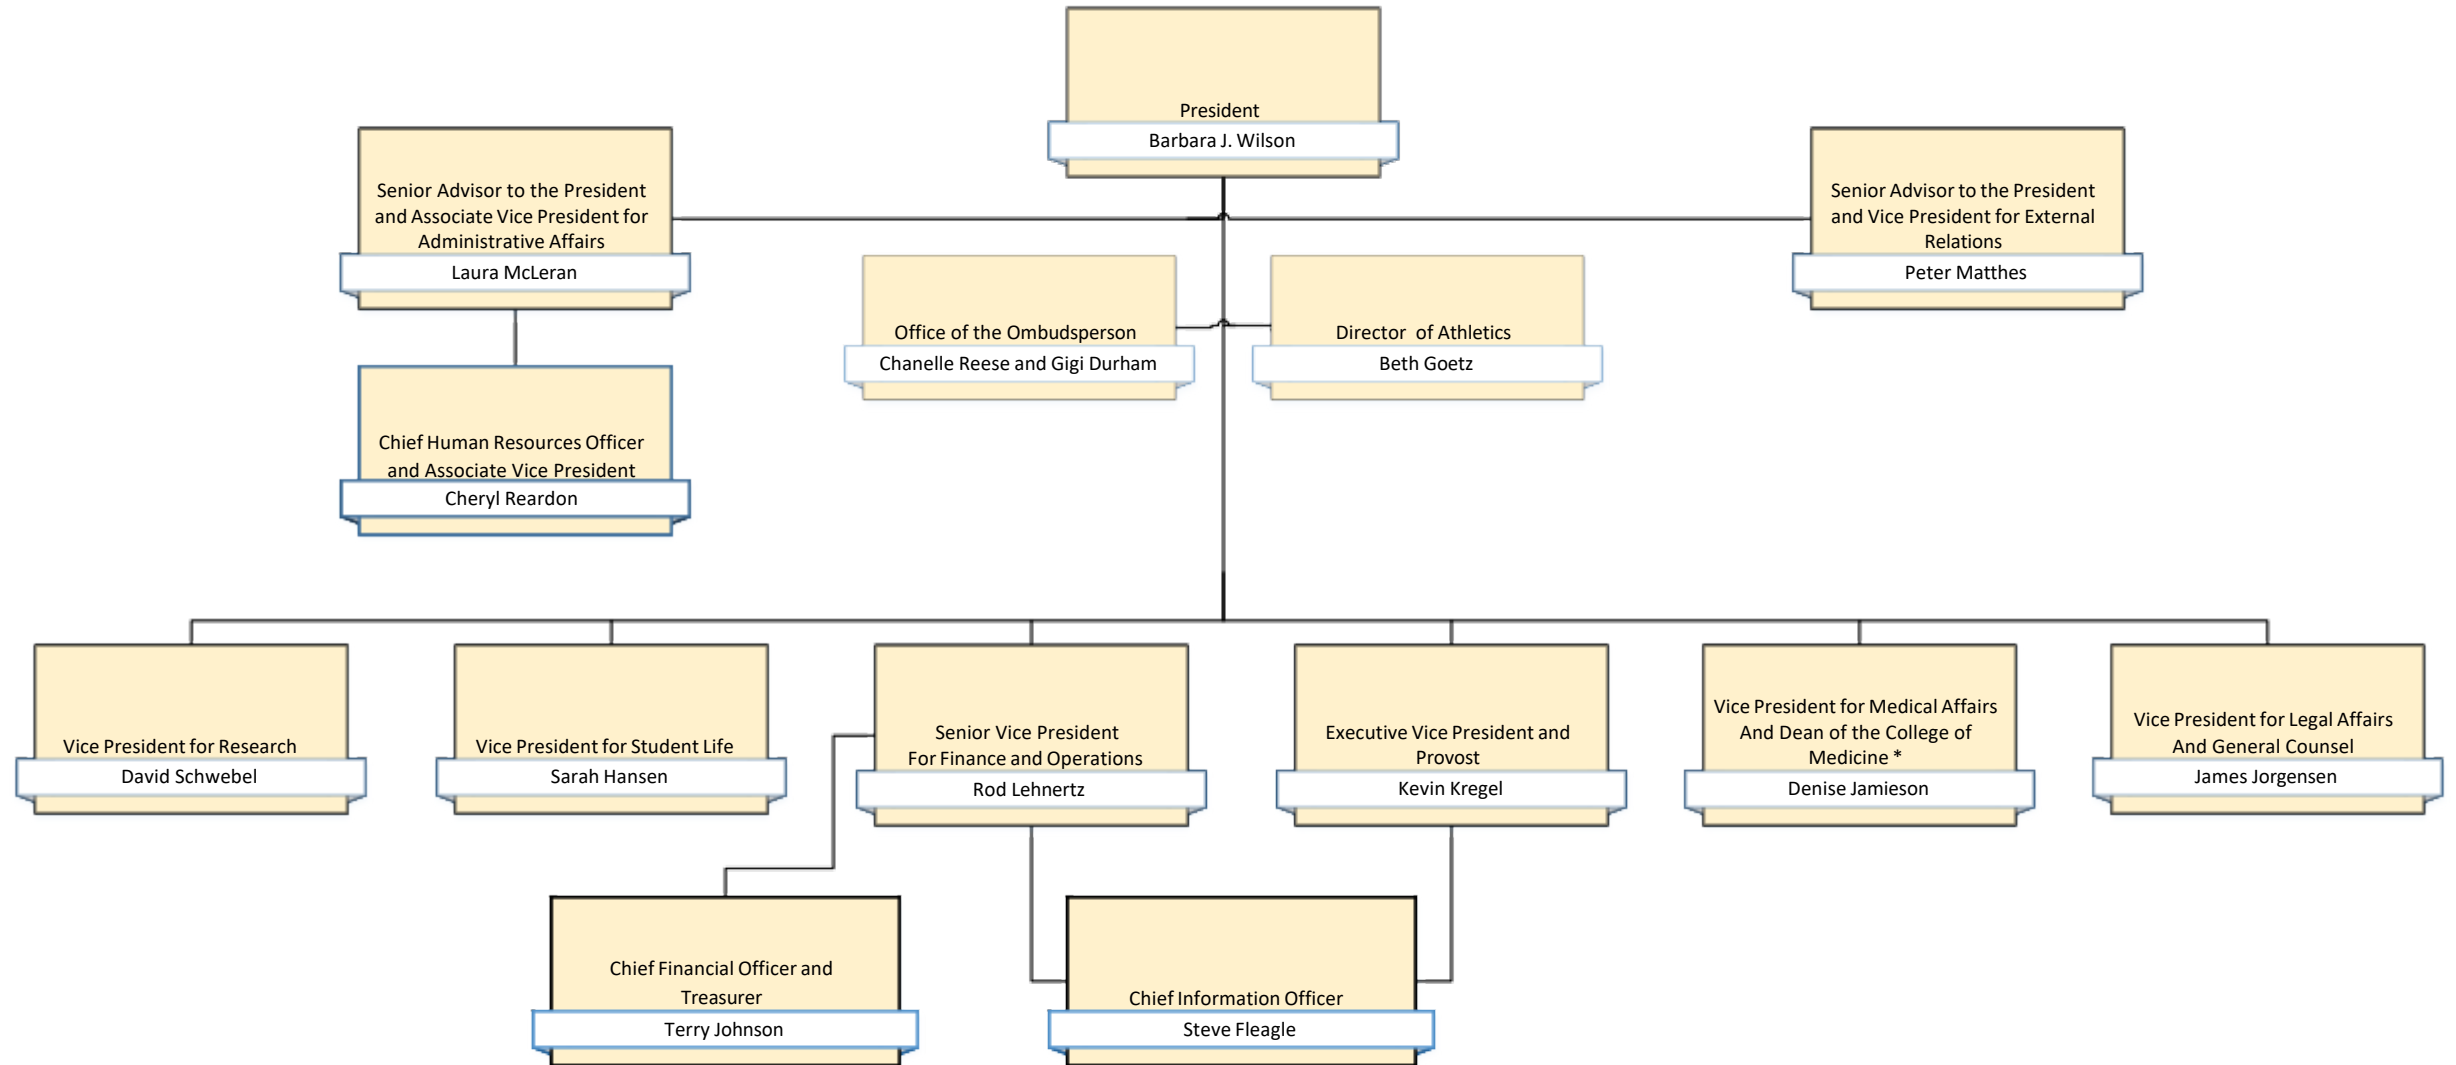 President
Barbara J. Wilson
Senior Advisor to the President
and Associate Vice President for
Administrative Affairs
Laura McLeran
Senior Advisor to the President
and Vice President for External
Relations
Peter Matthes
Office of the Ombudsperson
Chanelle Reese and Gigi Durham
Director of Athletics
Beth Goetz
Chief Human Resources Officer
and Associate Vice President
Cheryl Reardon
Vice President for Research
David Schwebel
Vice President for Student Life
Sarah Hansen
Senior Vice President
For Finance and Operations
Rod Lehnertz
Executive Vice President and
Provost
Kevin Kregel
Vice President for Medical Affairs
And Dean of the College of
Medicine *
Denise Jamieson
Vice President for Legal Affairs
And General Counsel
James Jorgensen
Chief Financial Officer and
Treasurer
Terry Johnson
Chief Information Officer
Steve Fleagle